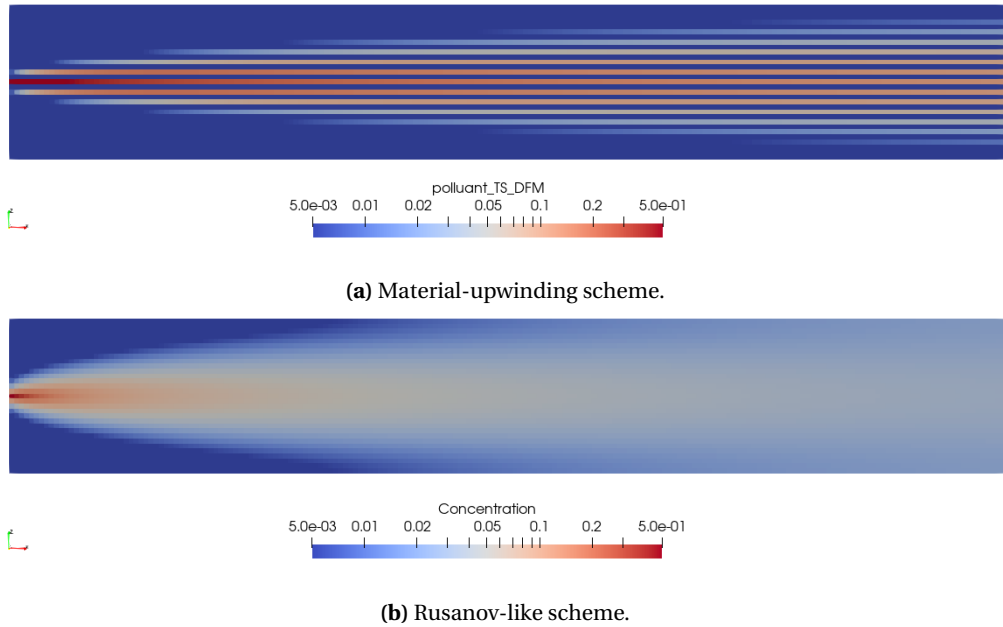 polluant_TS_DFM
5.0e-03 0.01 0.02 0.05 0.1 0.2 5.0e-01
z
(a) Material-upwinding scheme.
Concentration
5.0e-03 0.01 0.02 0.05 0.1 0.2 5.0e-01
z
(b) Rusanov-like scheme.